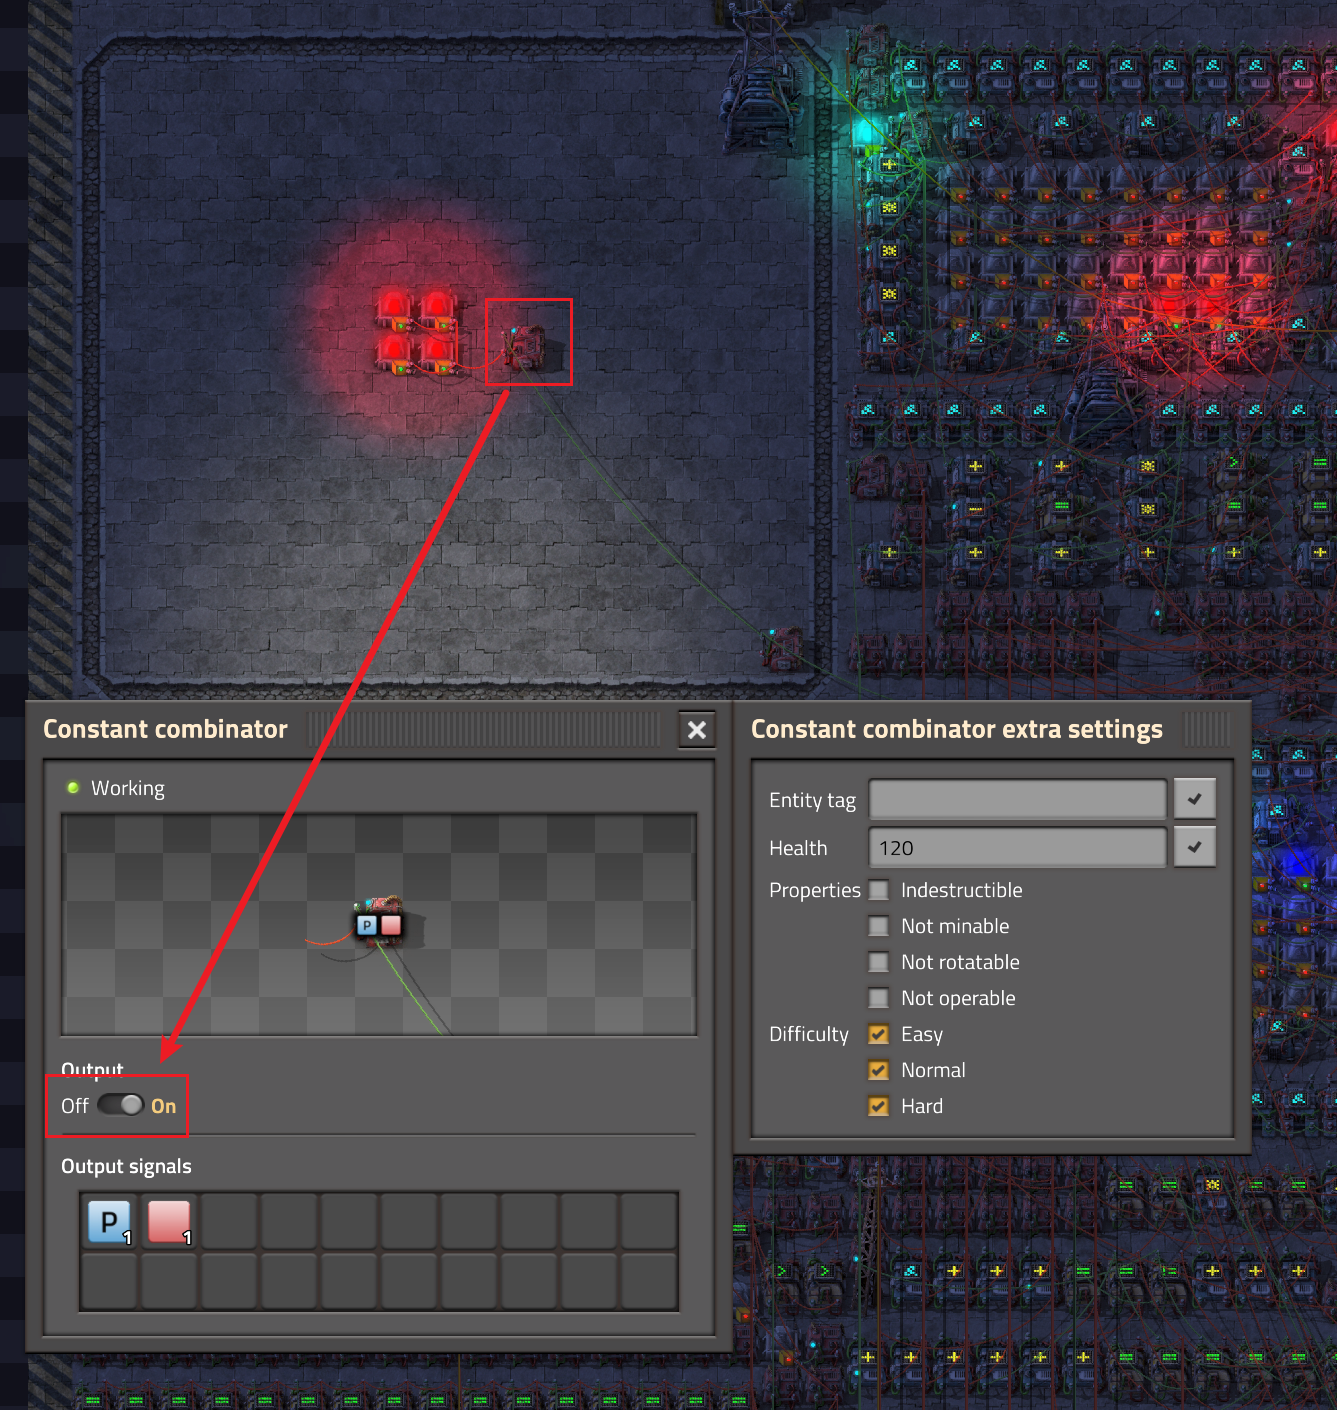 Constant combinator
Working
P
Output
Off On
Output signals
P 1 1
Constant combinator extra settings
Entity tag
Health 120
Properties Indestructible
Not minable
Not rotatable
Not operable
Difficulty Easy
Normal
Hard